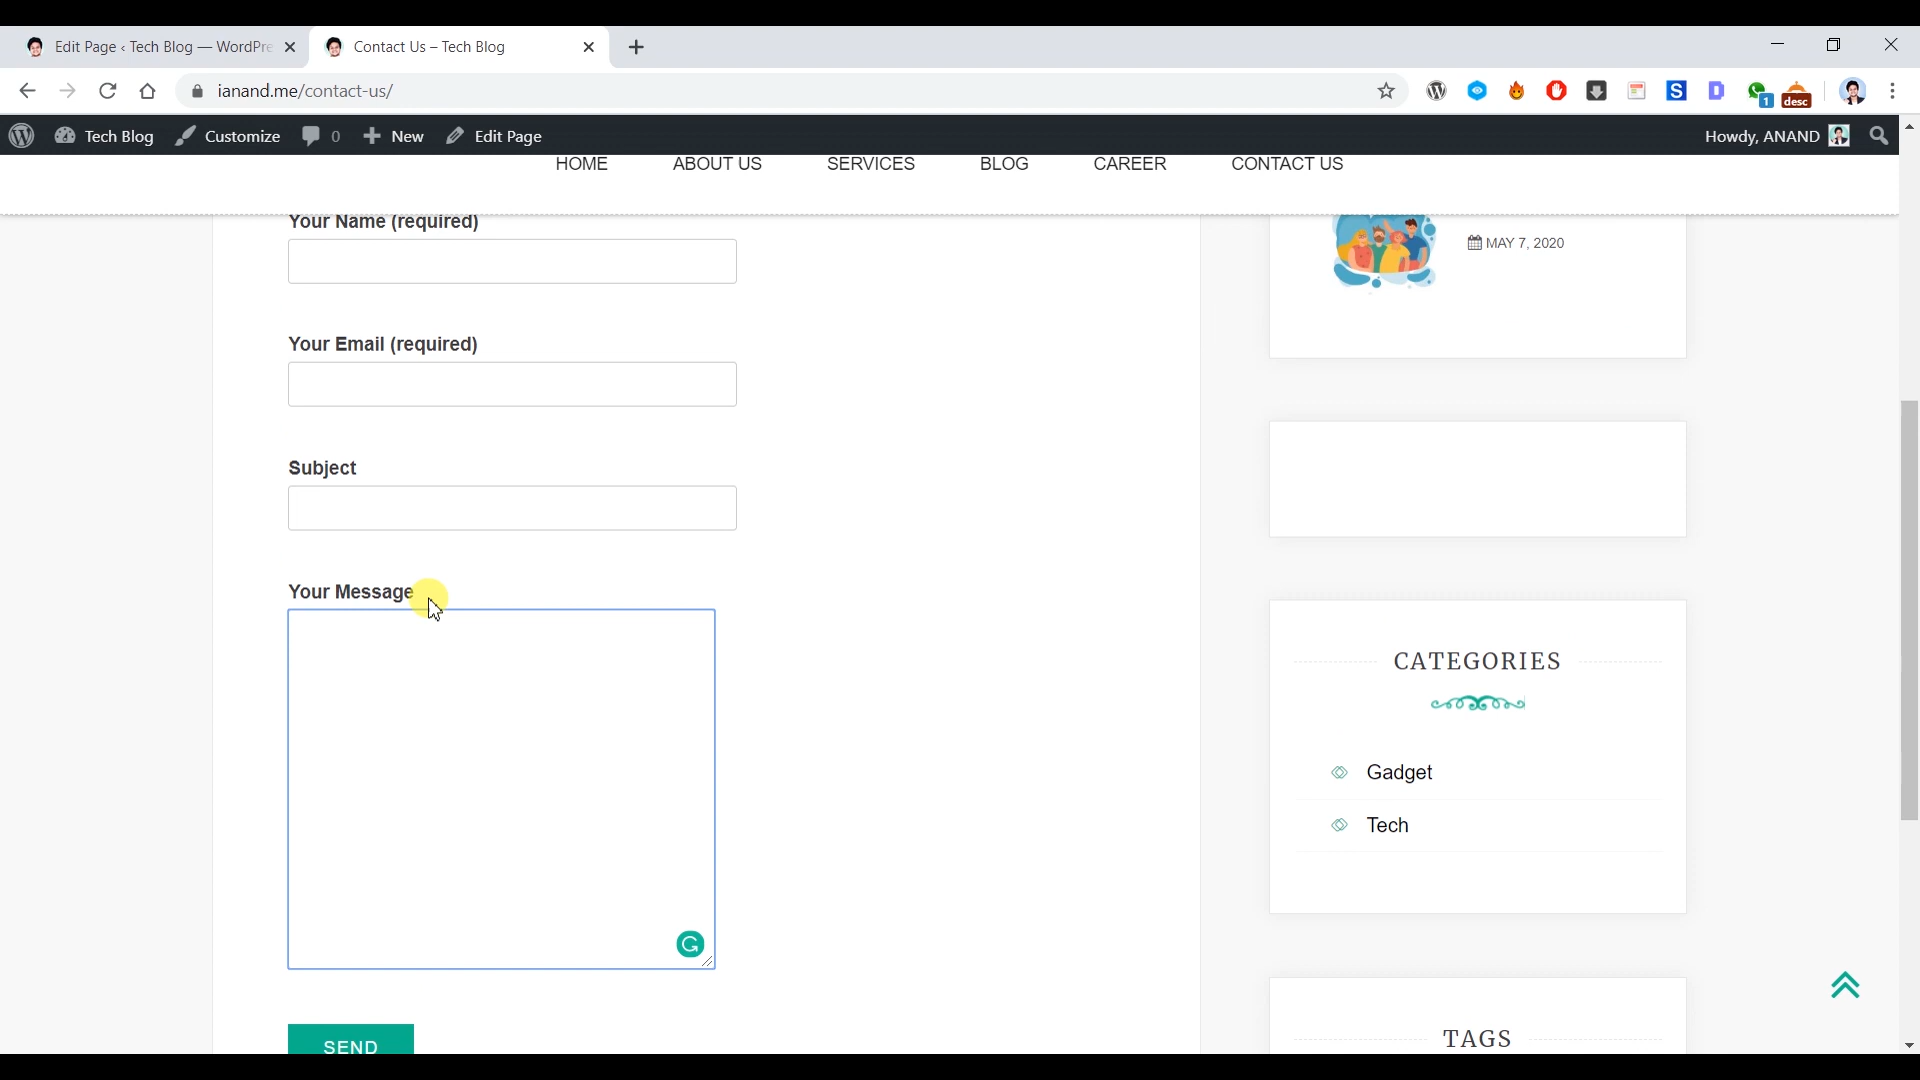 Edit Page ‹ Tech Blog — WordPre
Contact Us – Tech Blog
ianand.me/contact-us/
S
D
1
desc
Tech Blog
Customize
0
New
Edit Page
Howdy, ANAND
HOME
ABOUT US
SERVICES
BLOG
CAREER
CONTACT US
Your Name (required)
MAY 7, 2020
Your Email (required)
Subject
Your Message
CATEGORIES
Gadget
Tech
SEND
TAGS